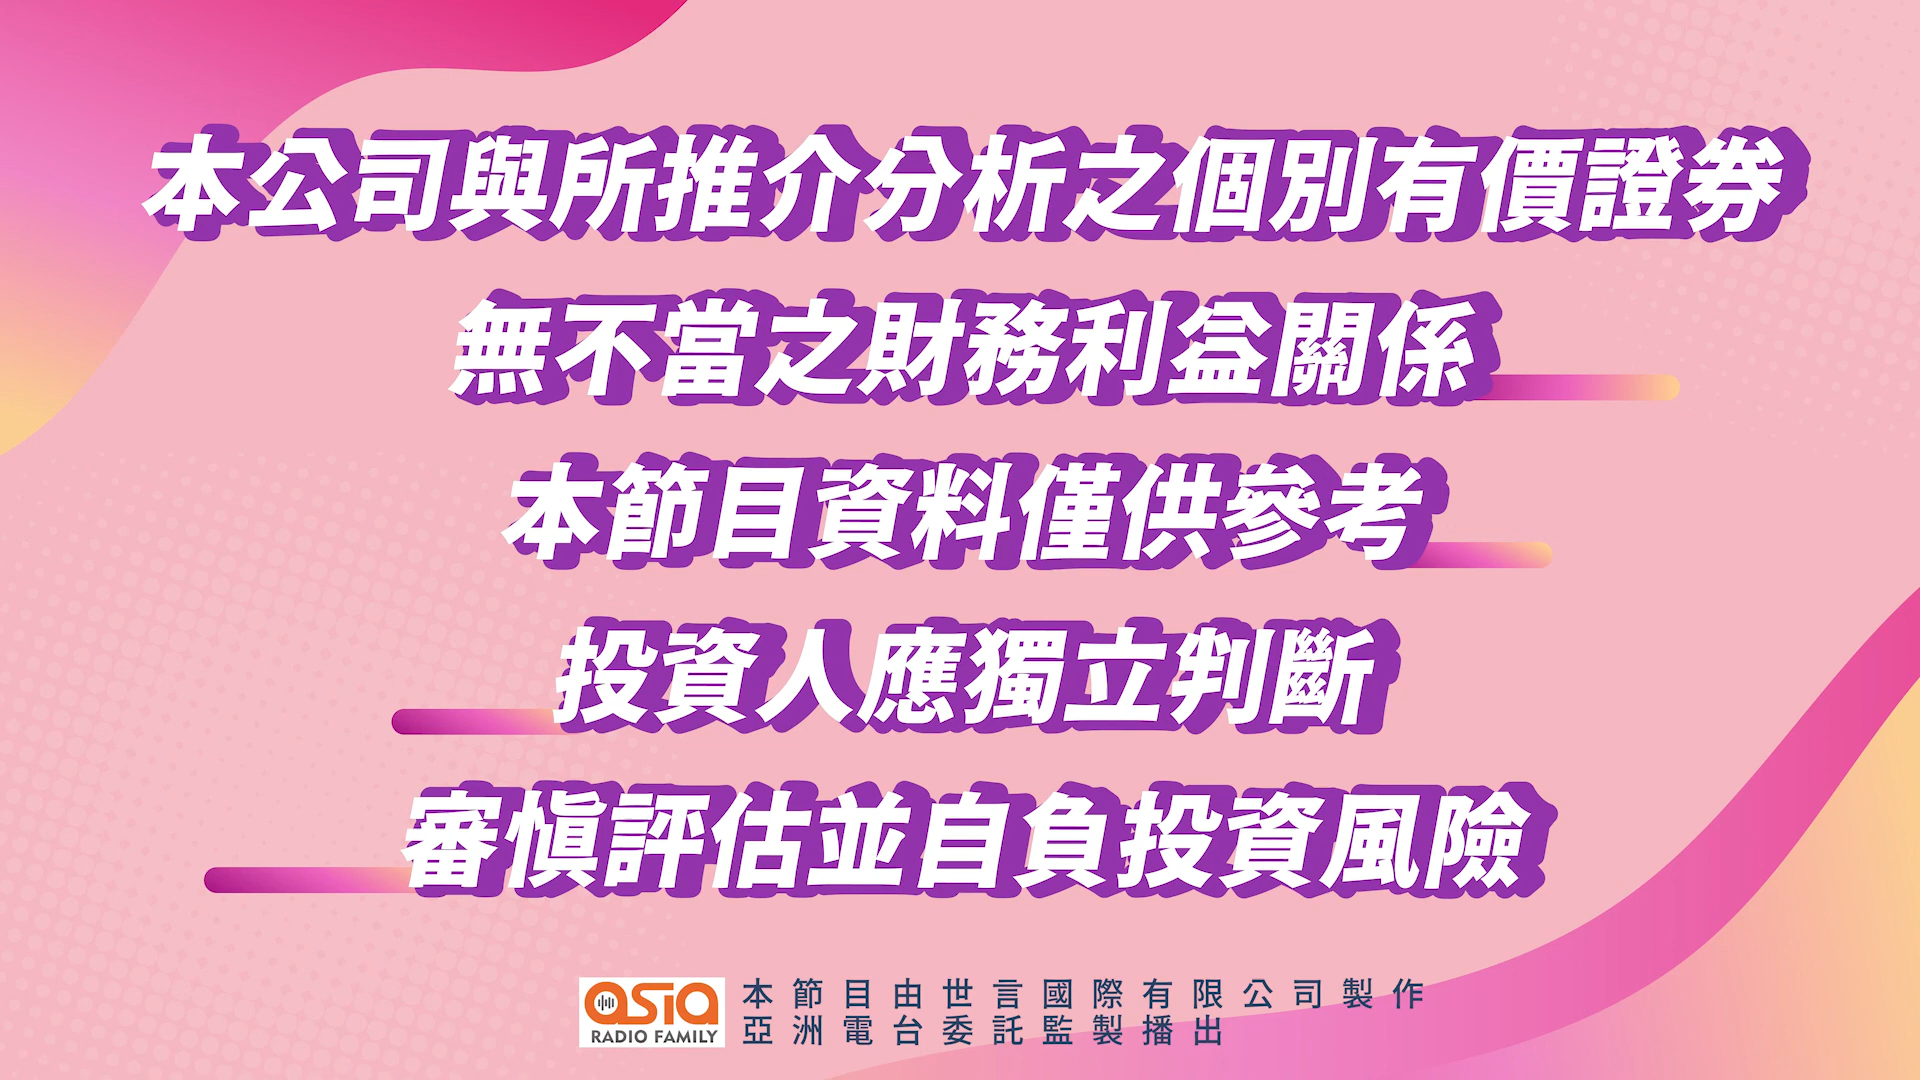 本公司與所推介分析之個別有價證券
無不當之財務利益關係
本節目資料僅供參考
投資人應獨立判斷
審慎評估並自負投資風險
asia
RADIO FAMILY
本節目由世言國際有限公司製作
亞洲電台委託監製播出